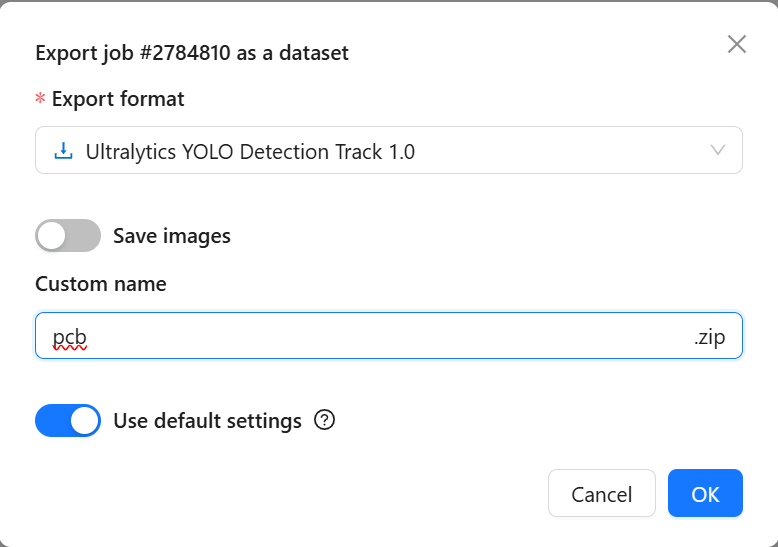 Export job #2784810 as a dataset
* Export format
Ultralytics YOLO Detection Track 1.0
Save images
Custom name
pcb .zip
Use default settings ?
Cancel OK